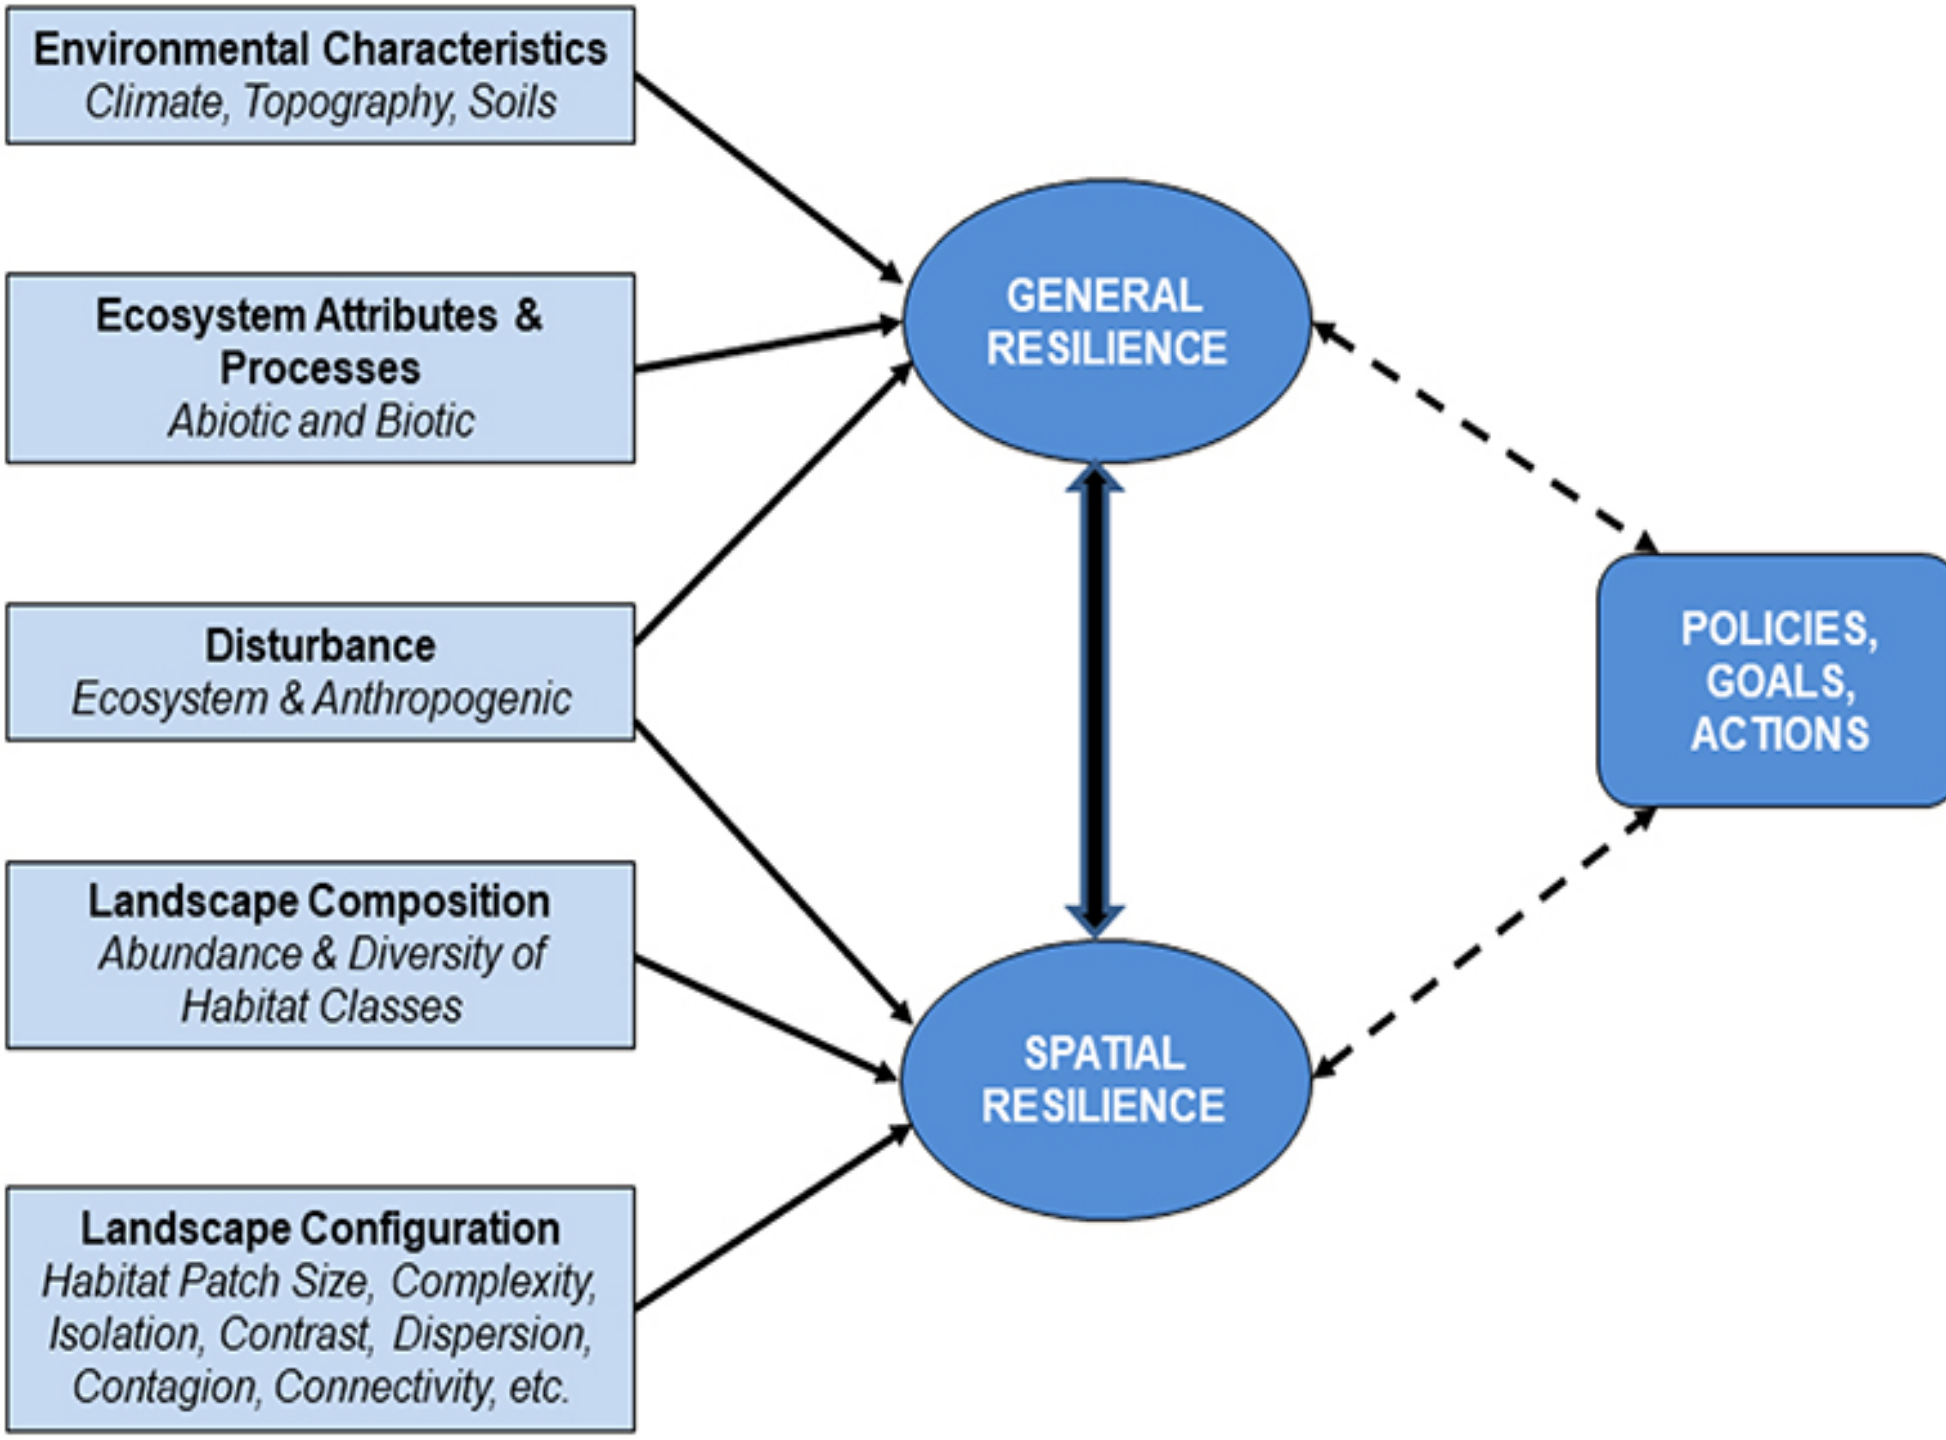 Environmental Characteristics
Climate, Topography, Soils
Ecosystem Attributes &
Processes
Abiotic and Biotic
Disturbance
Ecosystem & Anthropogenic
Landscape Composition
Abundance & Diversity of
Habitat Classes
Landscape Configuration
Habitat Patch Size, Complexity,
Isolation, Contrast, Dispersion,
Contagion, Connectivity, etc.
GENERAL
RESILIENCE
SPATIAL
RESILIENCE
POLICIES,
GOALS,
ACTIONS